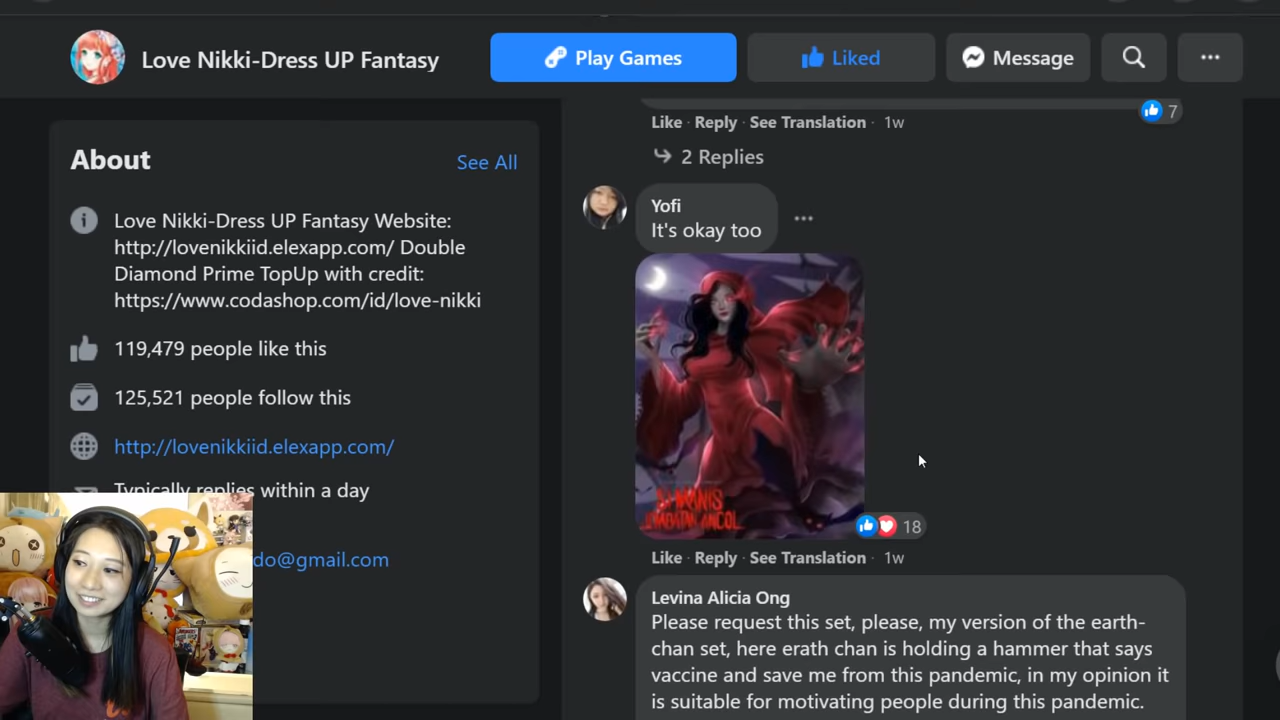 Love Nikki-Dress UP Fantasy
Play Games
Liked
Message
About
See All
Love Nikki-Dress UP Fantasy Website:
http://lovenikkiid.elexapp.com/ Double
Diamond Prime TopUp with credit:
https://www.codashop.com/id/love-nikki
119,479 people like this
125,521 people follow this
http://lovenikkiid.elexapp.com/
Typically replies within a day
do@gmail.com
7
Like · Reply · See Translation · 1w
2 Replies
Yofi
It's okay too
18
Like · Reply · See Translation · 1w
Levina Alicia Ong
Please request this set, please, my version of the earth-
chan set, here erath chan is holding a hammer that says
vaccine and save me from this pandemic, in my opinion it
is suitable for motivating people during this pandemic.